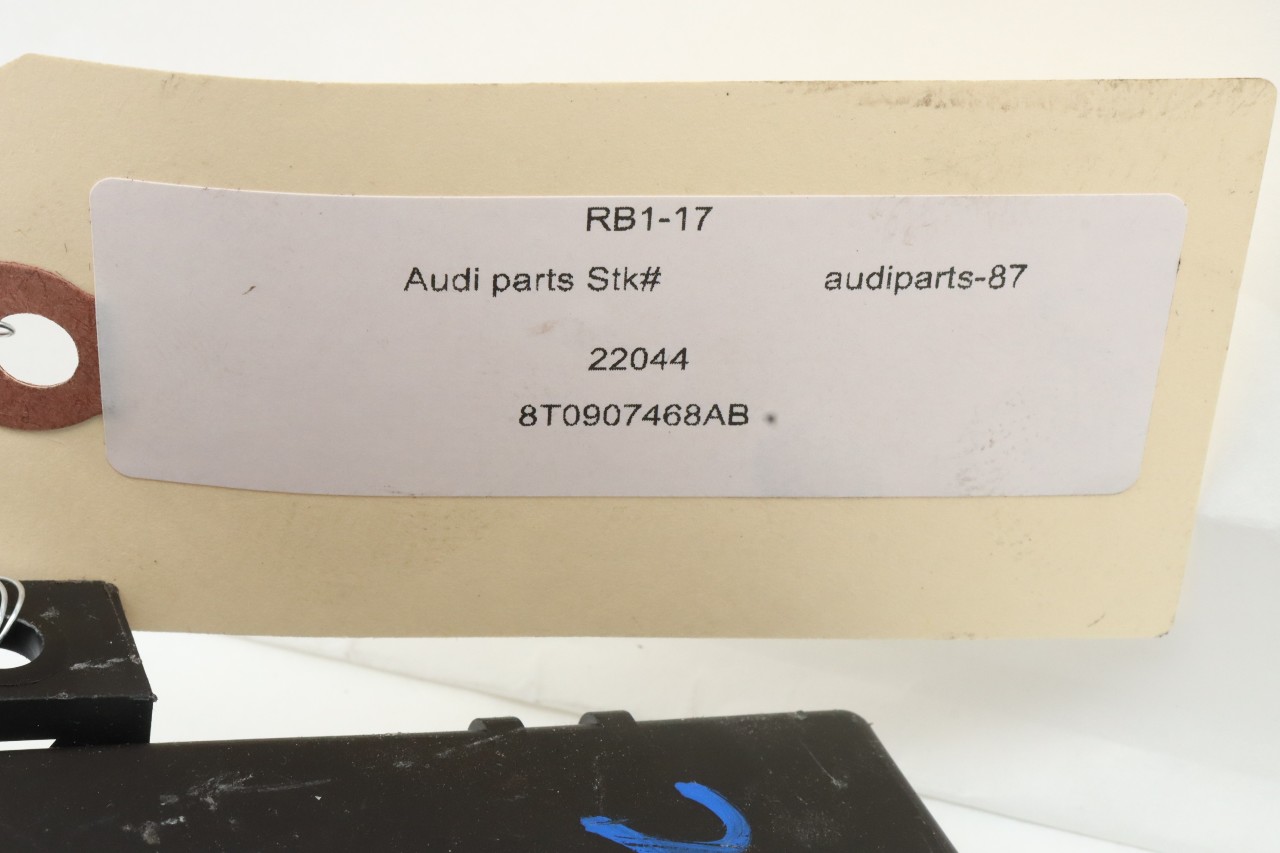 RB1-17
Audi parts Stk# audiparts-87
22044
8T0907468AB